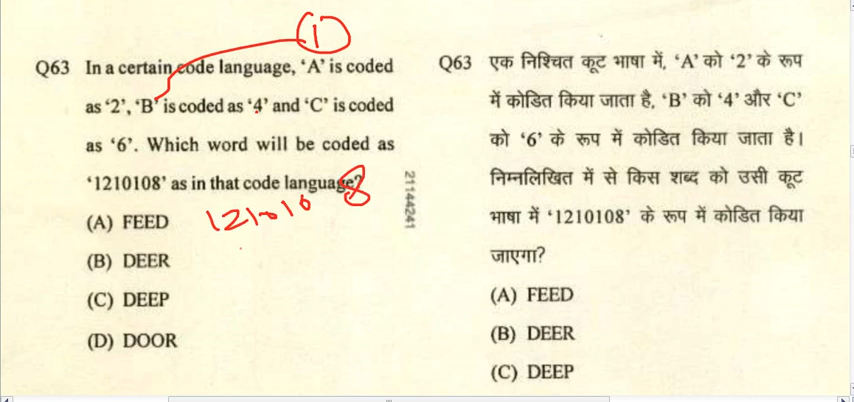 1
Q63 In a certain code language, 'A' is coded
as '2', 'B' is coded as '4' and 'C' is coded
as '6'. Which word will be coded as
'1210108' as in that code language?
1210108
(A) FEED
(B) DEER
(C) DEEP
(D) DOOR
21144241
Q63 एक निश्चित कूट भाषा में, 'A' को '2' के रूप
में कोडित किया जाता है, 'B' को '4' और 'C'
को '6' के रूप में कोडित किया जाता है।
निम्नलिखित में से किस शब्द को उसी कूट
भाषा में '1210108' के रूप में कोडित किया
जाएगा?
(A) FEED
(B) DEER
(C) DEEP